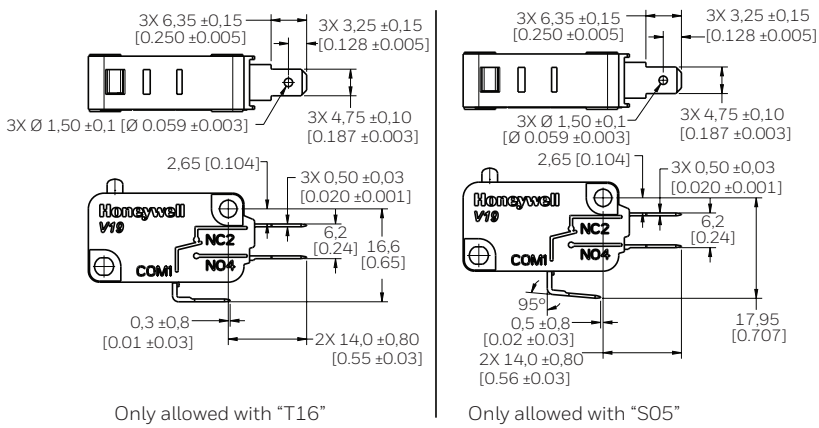 3X 6,35 ±0,15
[0.250 ±0.005]
3X 3,25 ±0,15
[0.128 ±0.005]
3X Ø 1,50 ±0,1 [Ø 0.059 ±0.003]
3X 4,75 ±0,10
[0.187 ±0.003]
2,65 [0.104]
3X 0,50 ±0,03
[0.020 ±0.001]
Honeywell
V19
NC2
NO4
COM1
6,2
[0.24]
16,6
[0.65]
0,3 ±0,8
[0.01 ±0.03]
2X 14,0 ±0,80
[0.55 ±0.03]
Only allowed with “T16”
3X 6,35 ±0,15
[0.250 ±0.005]
3X 3,25 ±0,15
[0.128 ±0.005]
3X Ø 1,50 ±0,1
[Ø 0.059 ±0.003]
3X 4,75 ±0,10
[0.187 ±0.003]
2,65 [0.104]
3X 0,50 ±0,03
[0.020 ±0.001]
Honeywell
V19
NC2
NO4
COM1
6,2
[0.24]
95°
17,95
[0.707]
0,5 ±0,8
[0.02 ±0.03]
2X 14,0 ±0,80
[0.56 ±0.03]
Only allowed with “S05”